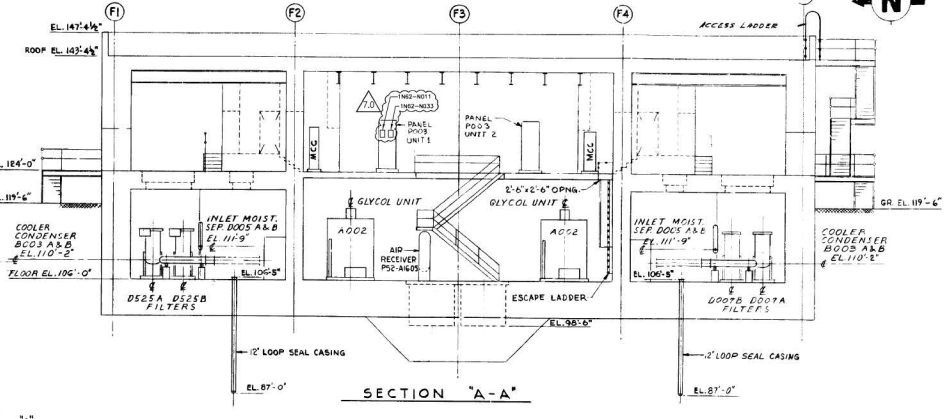 F1
F2
F3
F4
N
EL. 147'-4½"
ROOF EL. 143'-4½"
ACCESS LADDER
7.0
1N62-N011
1N62-N033
PANEL
P003
UNIT 1
PANEL
P003
UNIT 2
MCC
MCC
L. 124'-0"
L. 119'-6"
GR. EL. 119'-6"
2'-6"x2'-6" OPNG.
GLYCOL UNIT
GLYCOL UNIT
A002
A002
INLET MOIST.
SEP. D005 A&B
EL. 111'-9"
INLET MOIST.
SEP. D005 A&B
EL. 111'-9"
COOLER
CONDENSER
B003 A&B
EL. 110'-2"
COOLER
CONDENSER
B003 A&B
EL 110'-2"
AIR
RECEIVER
P52-A1605
FLOOR EL. 106'-0"
EL. 106'-5"
EL. 106'-5"
D525A D525B
FILTERS
ESCAPE LADDER
D007B D007A
FILTERS
EL. 98'-6"
12" LOOP SEAL CASING
12" LOOP SEAL CASING
EL. 87'-0"
EL. 87'-0"
SECTION "A-A"